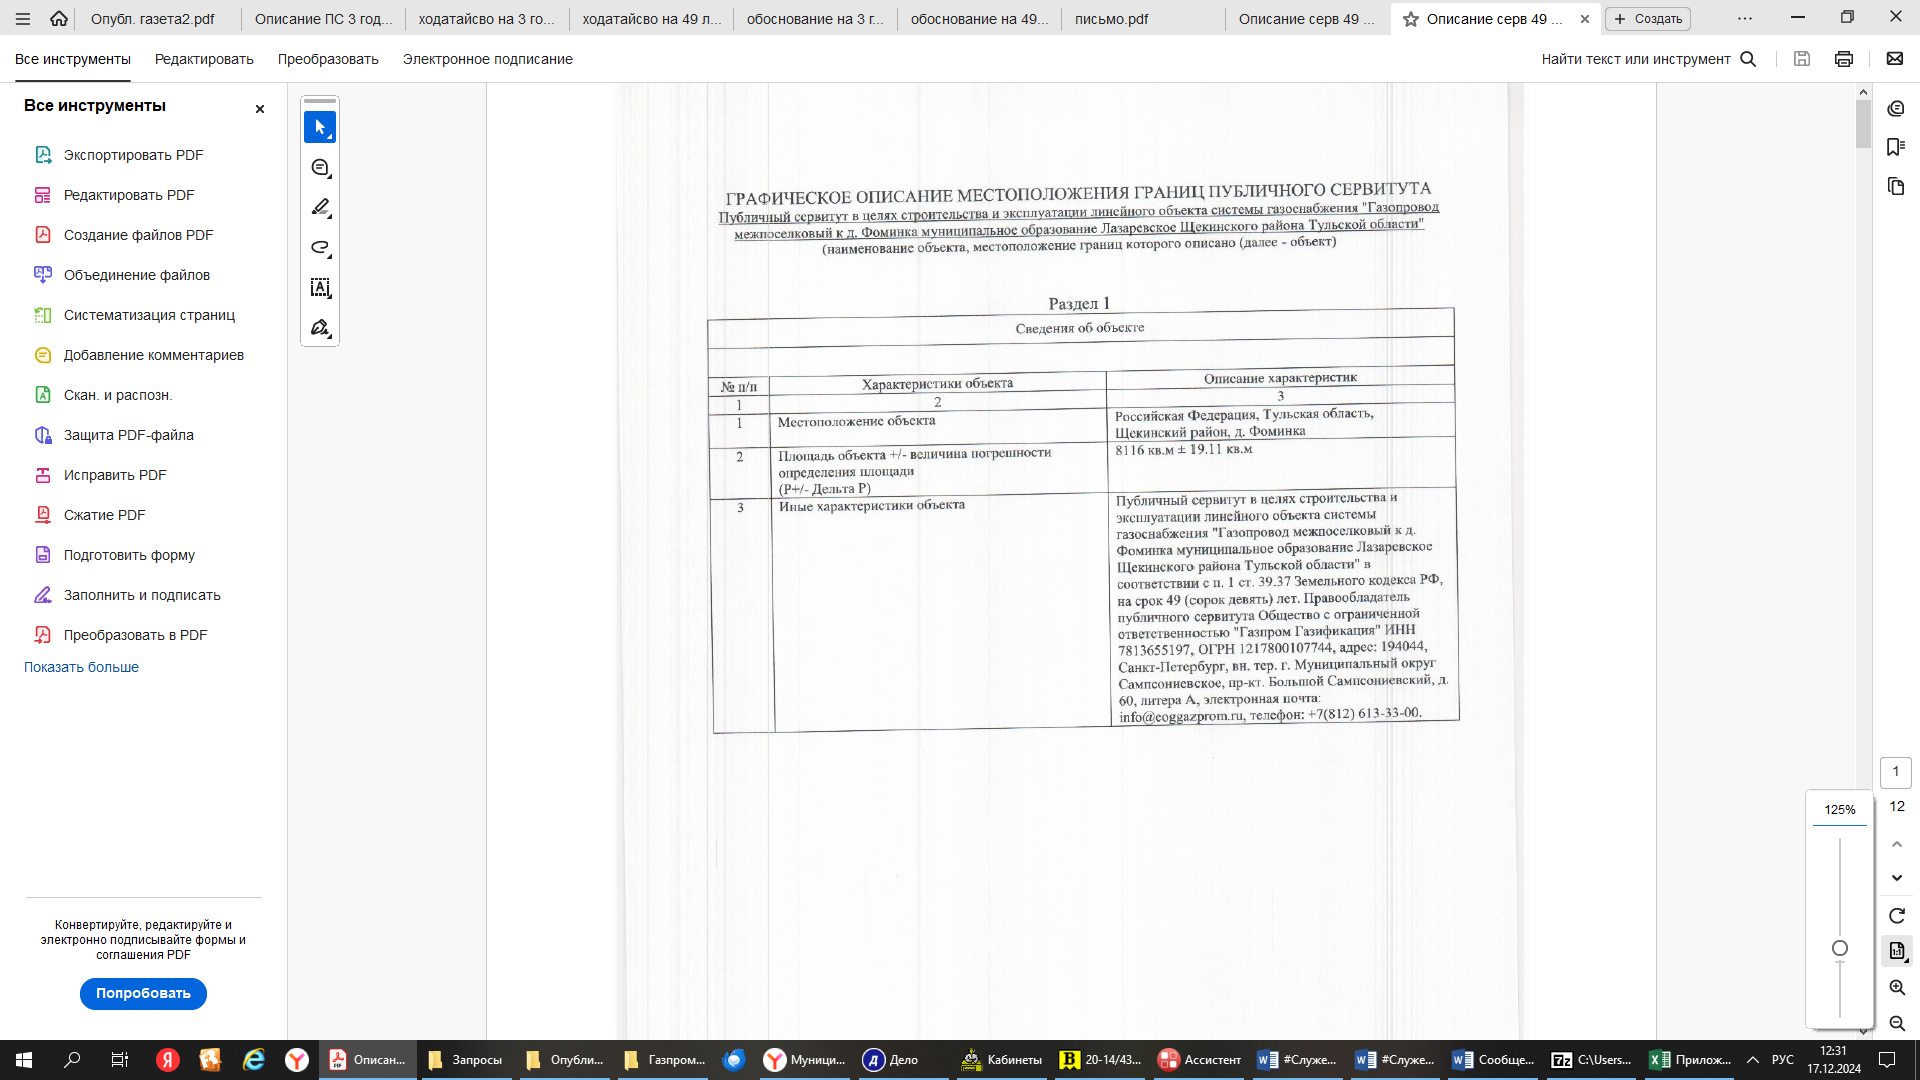 Опубл. газета2.pdf
Описание ПС 3 год...
ходатайсво на 3 го...
ходатайсво на 49 л...
обоснование на 3 г...
обоснование на 49...
письмо.pdf
Описание серв 49 ...
Описание серв 49 ...
Создать
Все инструменты
Редактировать
Преобразовать
Электронное подписание
Найти текст или инструмент
Все инструменты
Экспортировать PDF
Редактировать PDF
Создание файлов PDF
Объединение файлов
Систематизация страниц
Добавление комментариев
Скан. и распозн.
Защита PDF-файла
Исправить PDF
Сжатие PDF
Подготовить форму
Заполнить и подписать
Преобразовать в PDF
Показать больше
Конвертируйте, редактируйте и
электронно подписывайте формы и
соглашения PDF
Попробовать
ГРАФИЧЕСКОЕ ОПИСАНИЕ МЕСТОПОЛОЖЕНИЯ ГРАНИЦ ПУБЛИЧНОГО СЕРВИТУТА
Публичный сервитут в целях строительства и эксплуатации линейного объекта системы газоснабжения "Газопровод
межпоселковый к д. Фоминка муниципальное образование Лазаревское Щекинского района Тульской области"
(наименование объекта, местоположение границ которого описано (далее - объект)
Раздел 1
Сведения об объекте
№ п/п
Характеристики объекта
Описание характеристик
1
2
3
1
Местоположение объекта
Российская Федерация, Тульская область,
Щекинский район, д. Фоминка
2
Площадь объекта +/- величина погрешности
определения площади
(Р+/- Дельта Р)
8116 кв.м ± 19.11 кв.м
3
Иные характеристики объекта
Публичный сервитут в целях строительства и
эксплуатации линейного объекта системы
газоснабжения "Газопровод межпоселковый к д.
Фоминка муниципальное образование Лазаревское
Щекинского района Тульской области" в
соответствии с п. 1 ст. 39.37 Земельного кодекса РФ,
на срок 49 (сорок девять) лет. Правообладатель
публичного сервитута Общество с ограниченной
ответственностью "Газпром Газификация" ИНН
7813655197, ОГРН 1217800107744, адрес: 194044,
Санкт-Петербург, вн. тер. г. Муниципальный округ
Сампсониевское, пр-кт. Большой Сампсониевский, д.
60, литера А, электронная почта:
info@eoggazprom.ru, телефон: +7(812) 613-33-00.
1
12
125%
Описан...
Запросы
Опубли...
Газпром...
Муници...
Дело
Кабинеты
20-14/43...
Ассистент
#Служе...
#Служе...
Сообще...
C:\Users...
Прилож...
РУС
12:31
17.12.2024